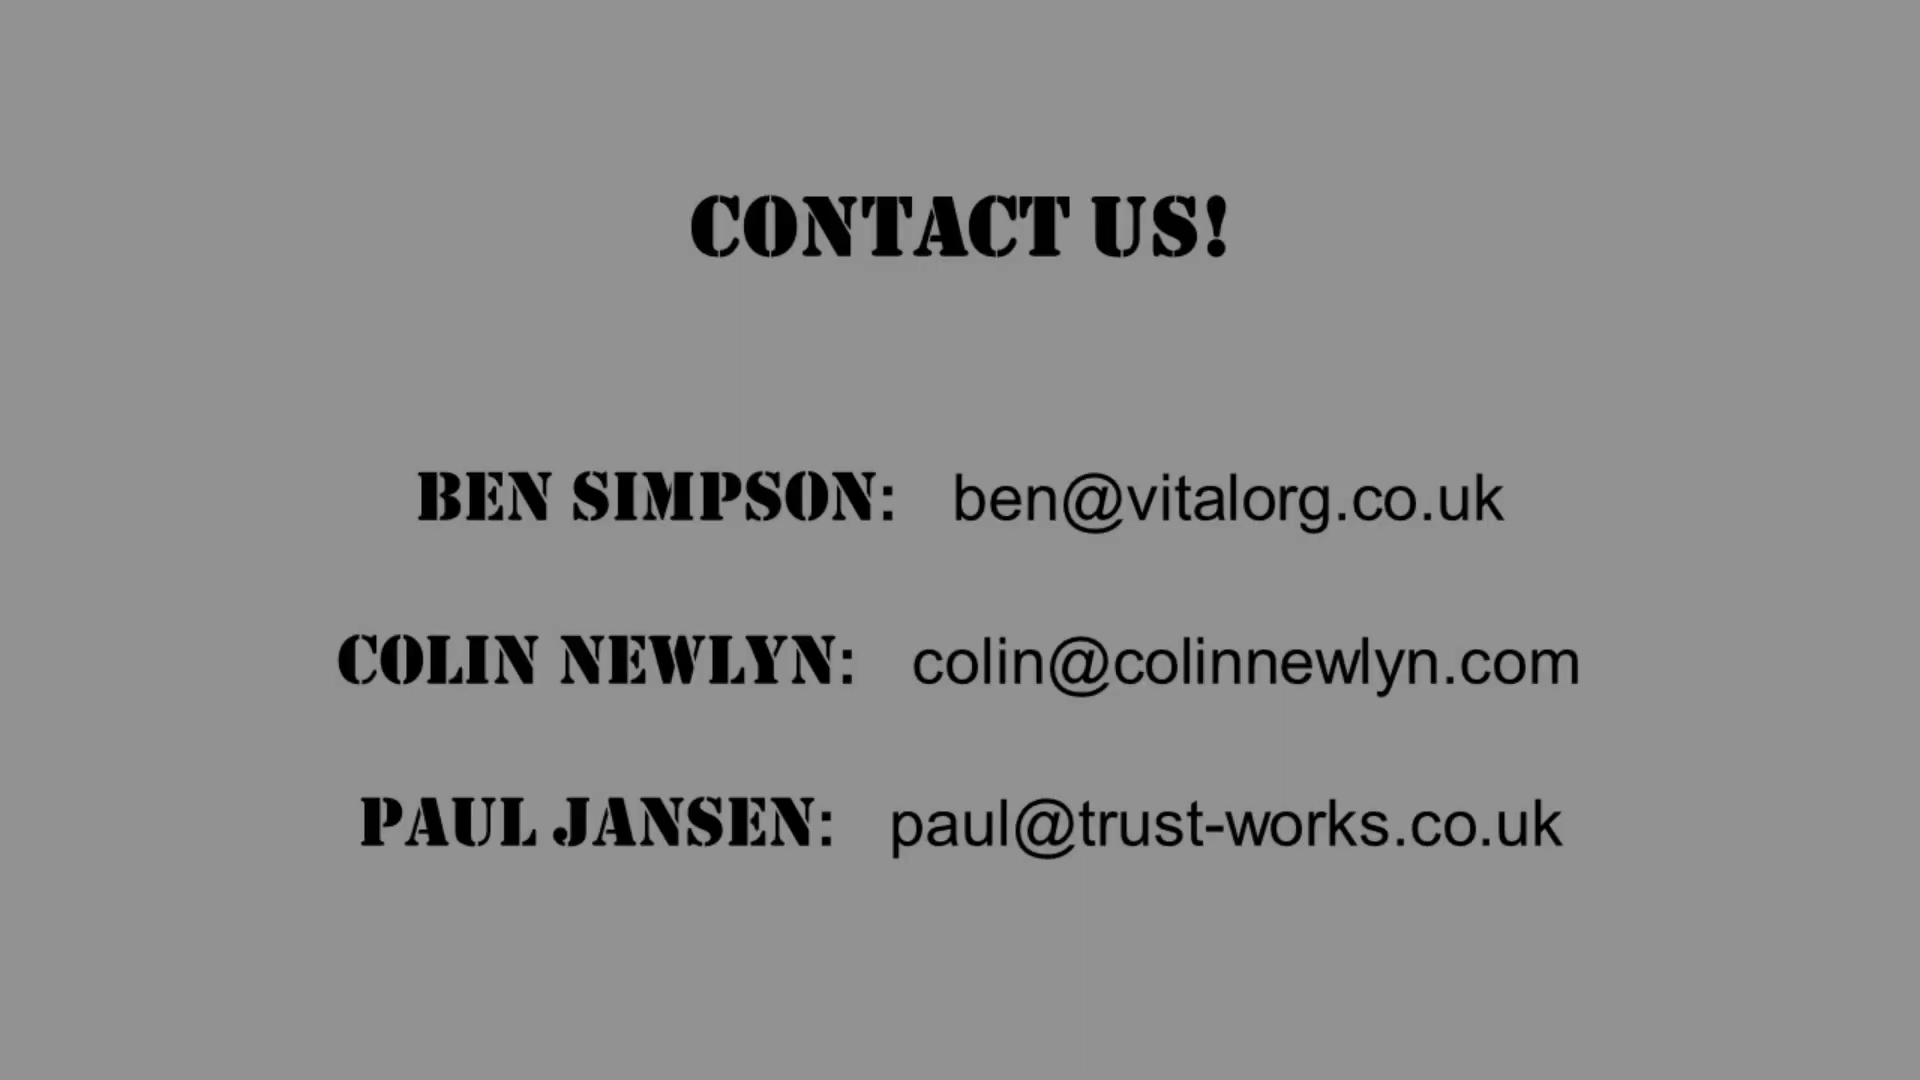 CONTACT US!
BEN SIMPSON: ben@vitalorg.co.uk
COLIN NEWLYN: colin@colinnewlyn.com
PAUL JANSEN: paul@trust-works.co.uk